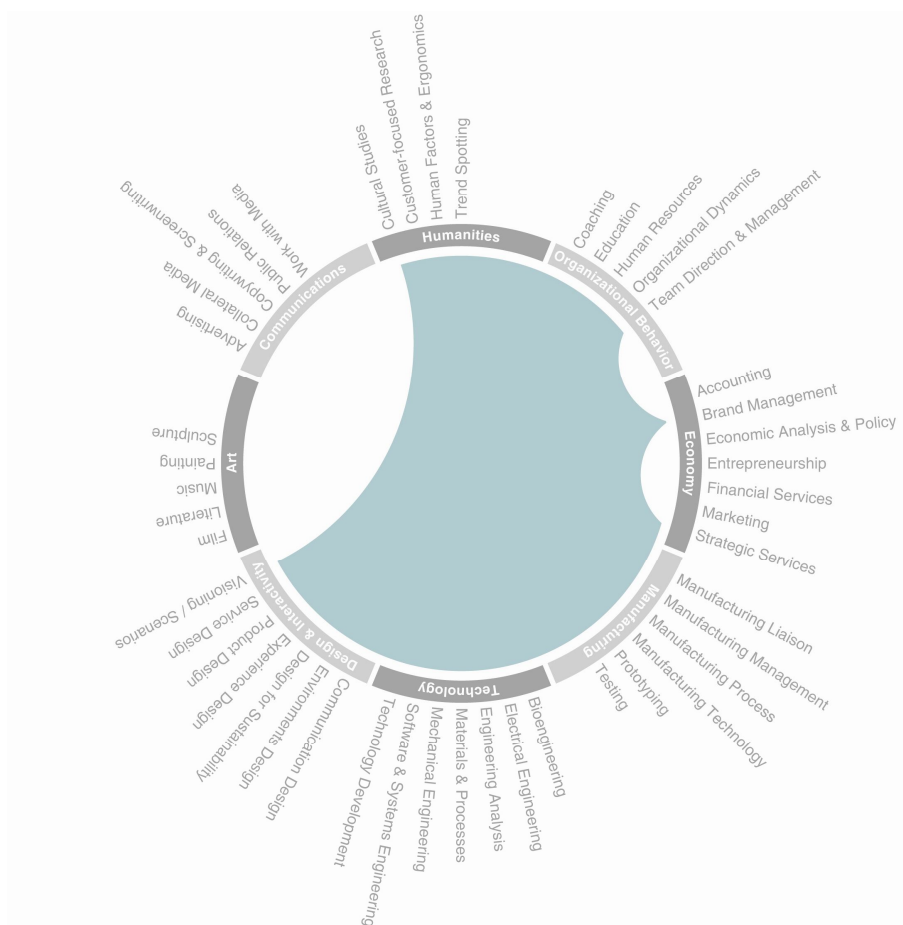 Humanities
Cultural Studies
Customer-focused Research
Human Factors & Ergonomics
Trend Spotting
Organizational Behavior
Coaching
Education
Human Resources
Organizational Dynamics
Team Direction & Management
Economy
Accounting
Brand Management
Economic Analysis & Policy
Entrepreneurship
Financial Services
Marketing
Strategic Services
Manufacturing
Manufacturing Liaison
Manufacturing Management
Manufacturing Process
Manufacturing Technology
Prototyping
Testing
Technology
Bioengineering
Electrical Engineering
Engineering Analysis
Materials & Processes
Mechanical Engineering
Software & Systems Engineering
Technology Development
Design & Interactivity
Communication Design
Environments Design
Design for Sustainability
Experience Design
Product Design
Service Design
Visioning / Scenarios
Art
Film
Literature
Music
Painting
Sculpture
Communications
Advertising
Collateral Media
Copywriting & Screenwriting
Public Relations
Work with Media